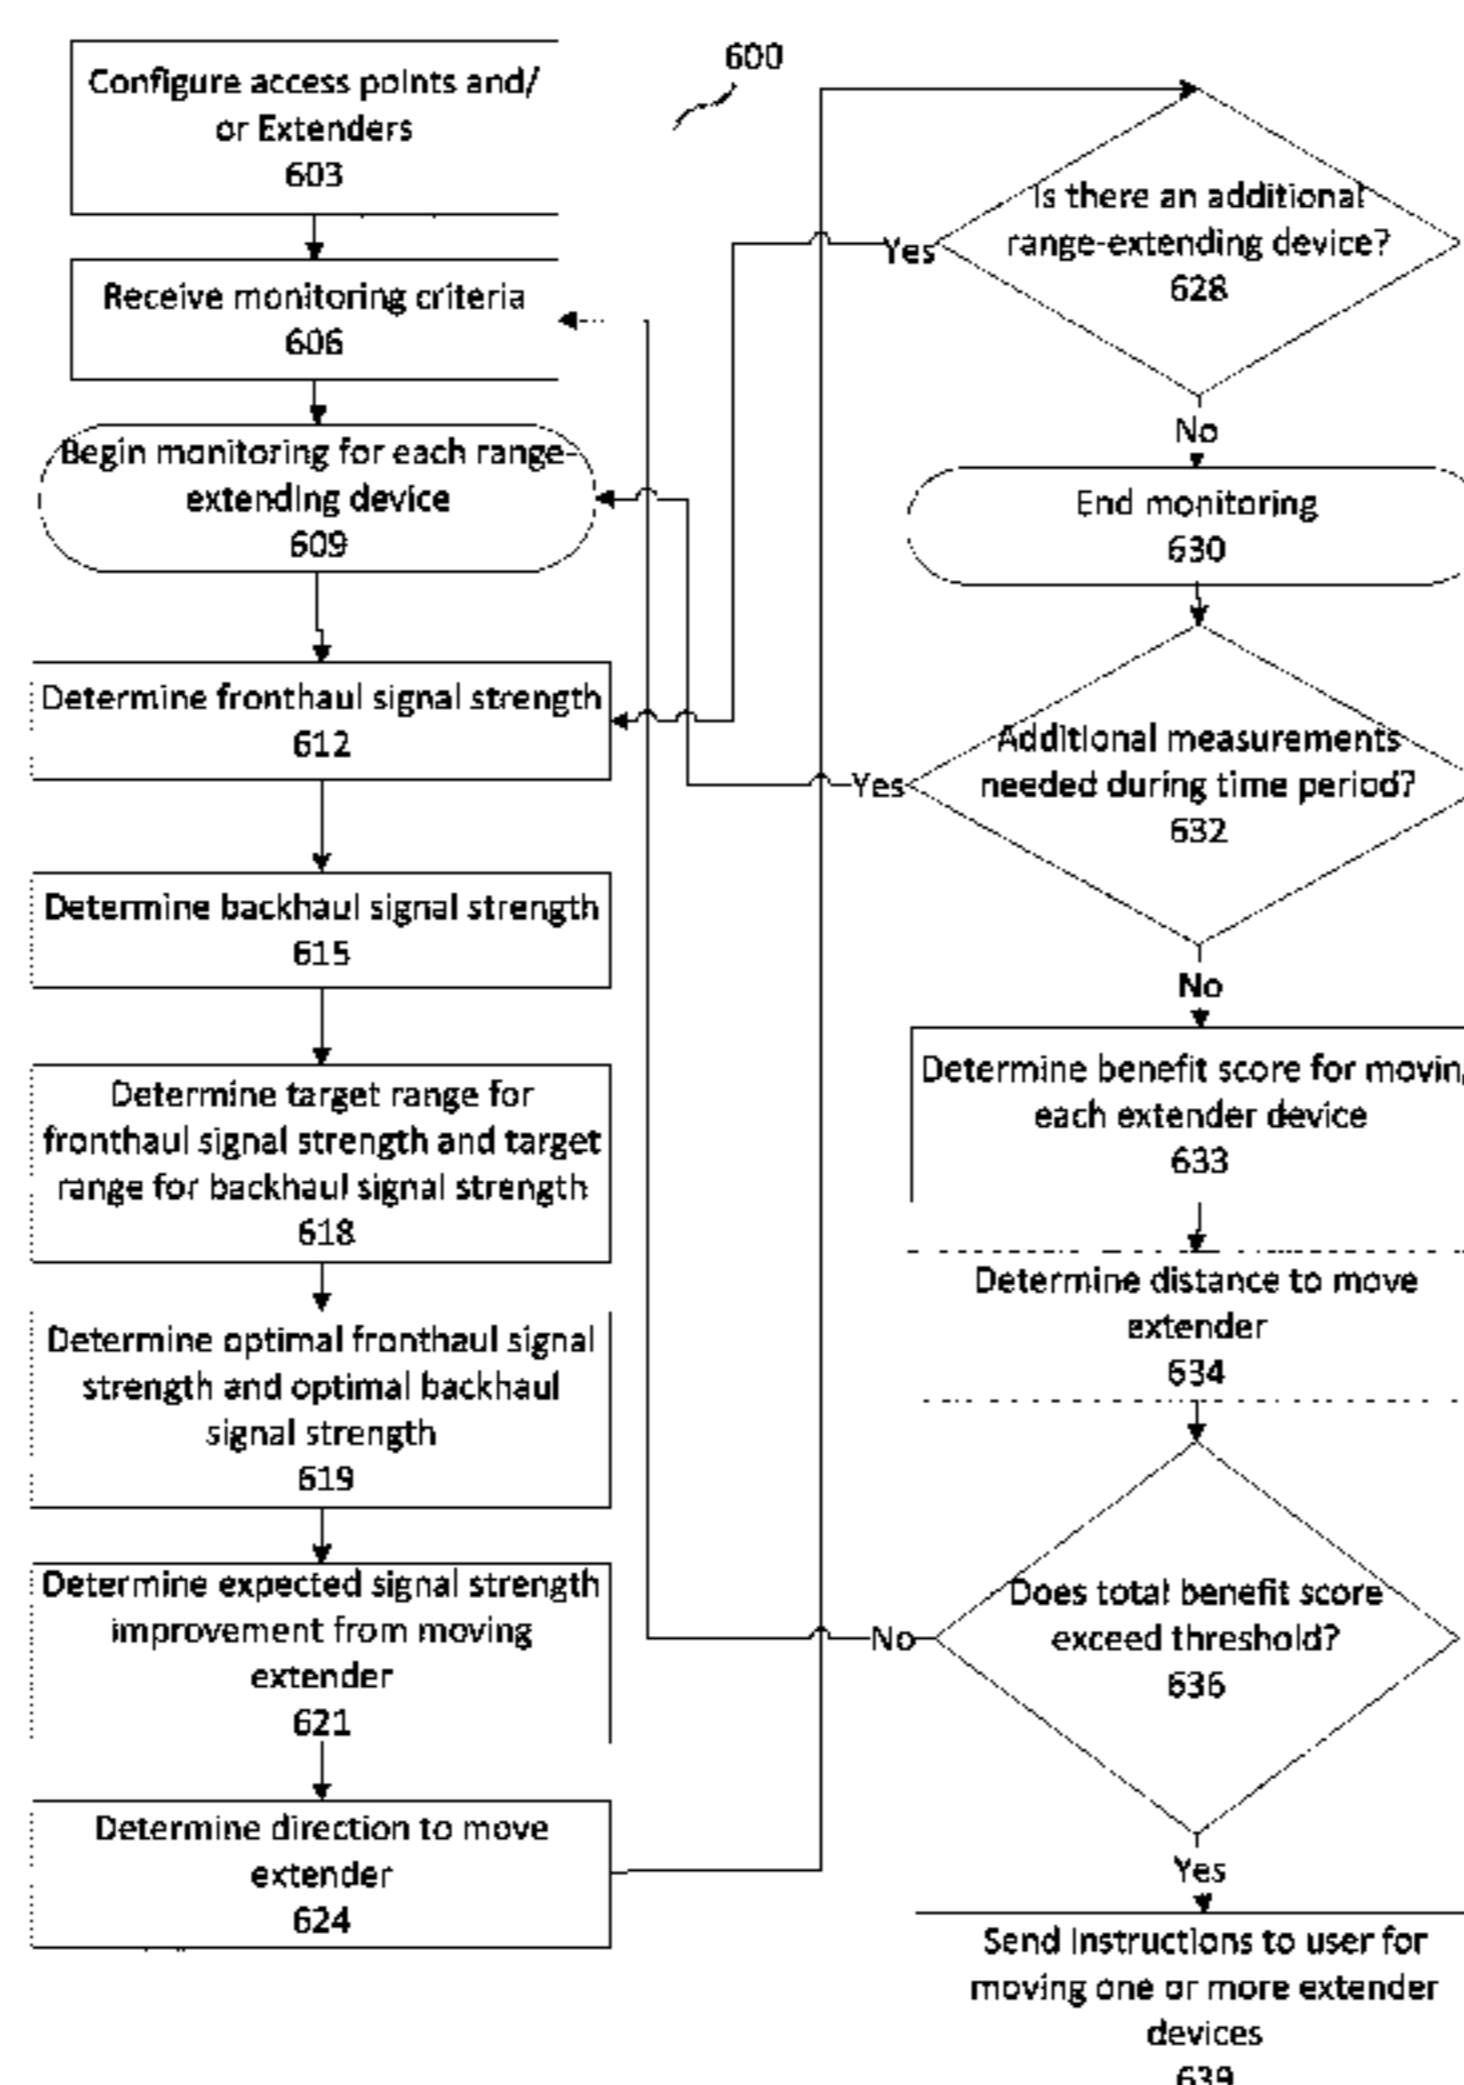 600
Configure access points and/
or Extenders
603
Receive monitoring criteria
606
Begin monitoring for each range-
extending device
609
Determine fronthaul signal strength
612
Determine backhaul signal strength
615
Determine target range for
fronthaul signal strength and target
range for backhaul signal strength
618
Determine optimal fronthaul signal
strength and optimal backhaul
signal strength
619
Determine expected signal strength
improvement from moving
extender
621
Determine direction to move
extender
624
Is there an additional
range-extending device?
628
Yes
No
End monitoring
630
Additional measurements
needed during time period?
632
Yes
No
Determine benefit score for movin
each extender device
633
Determine distance to move
extender
634
Does total benefit score
exceed threshold?
636
No
Yes
Send instructions to user for
moving one or more extender
devices
639